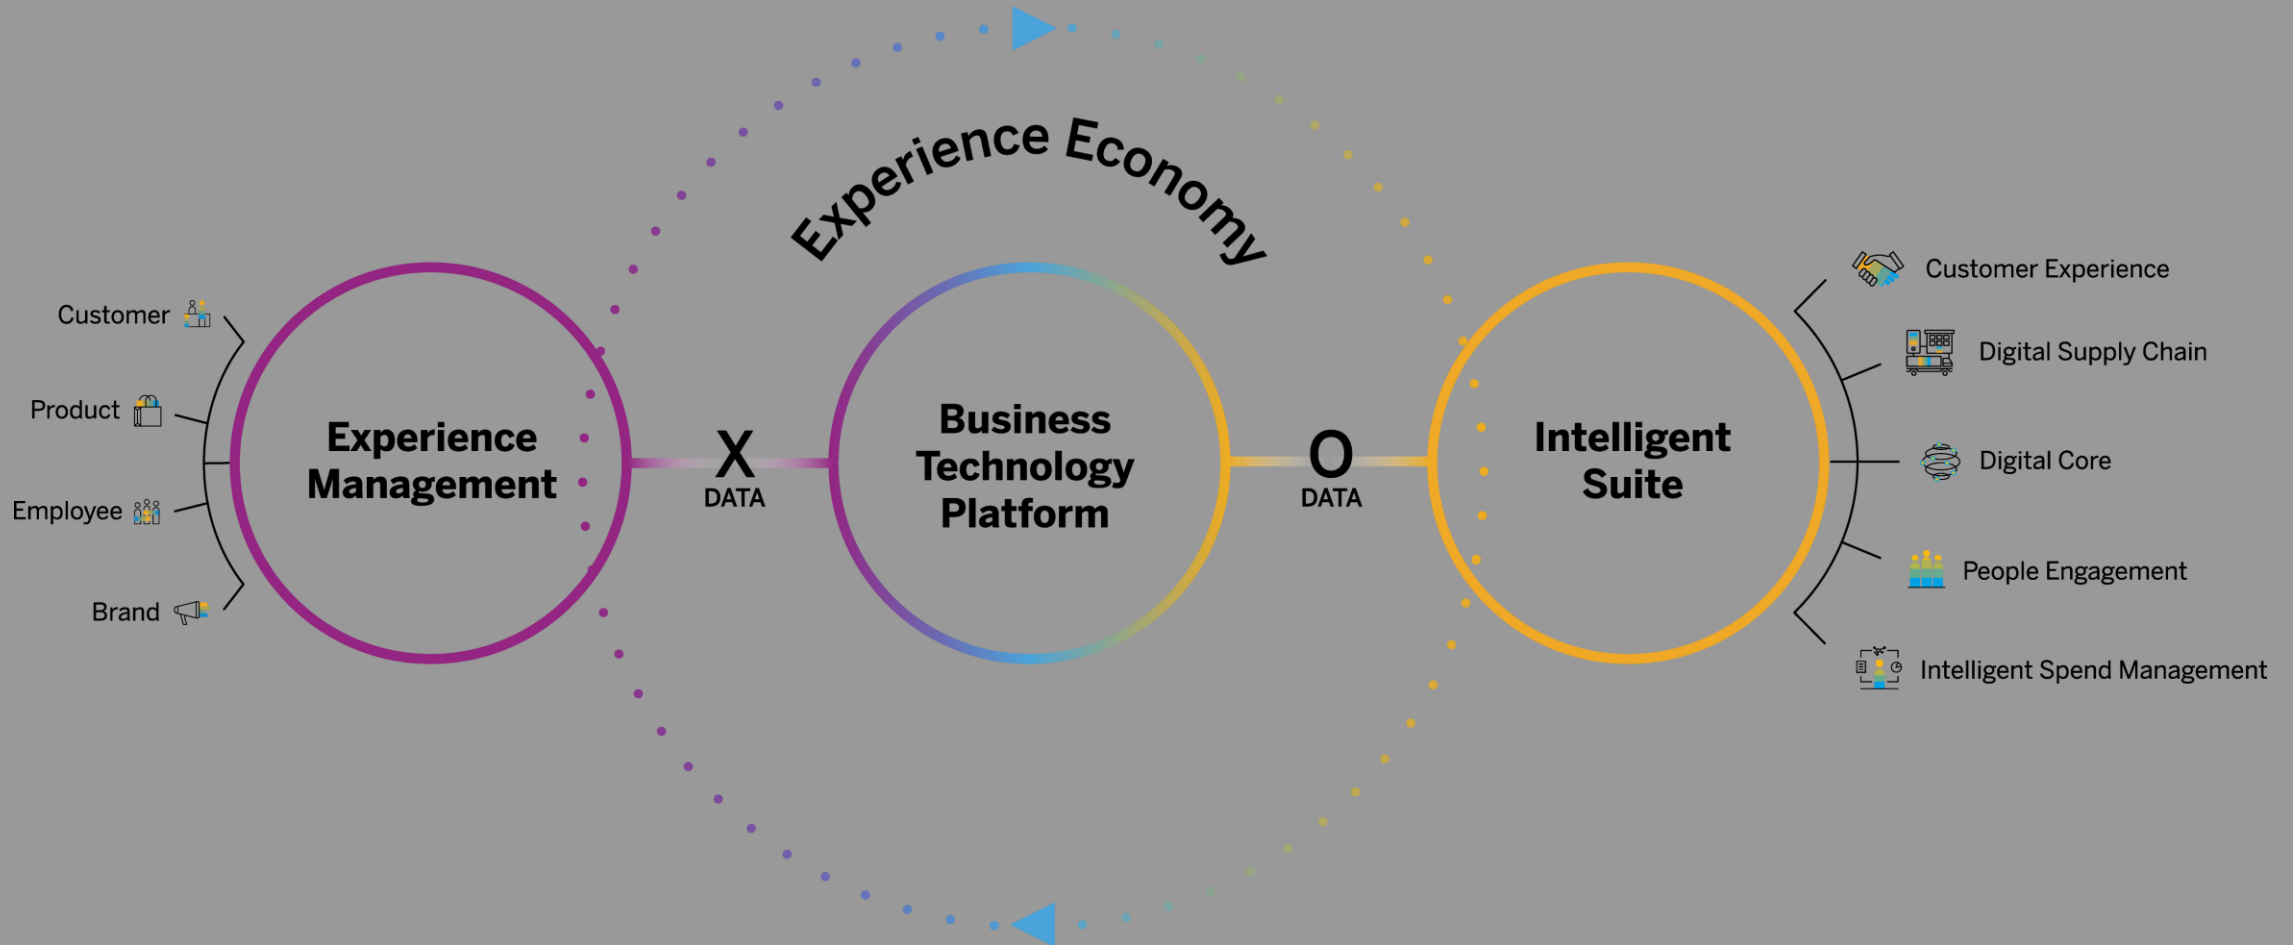 Experience Economy
Customer
Product
Employee
Brand
Experience
Management
X
DATA
Business
Technology
Platform
O
DATA
Intelligent
Suite
Customer Experience
Digital Supply Chain
Digital Core
People Engagement
Intelligent Spend Management